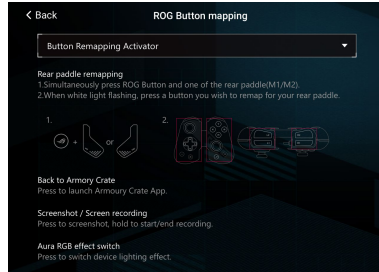 Back
ROG Button mapping
Button Remapping Activator
Rear paddle remapping
1.Simultaneously press ROG Button and one of the rear paddle(M1/M2).
2.When white light flashing, press a button you wish to remap for your rear paddle.
1.
2.
+
or
Back to Armory Crate
Press to launch Armoury Crate App.
Screenshot / Screen recording
Press to screenshot, hold to start/end recording.
Aura RGB effect switch
Press to switch device lighting effect.